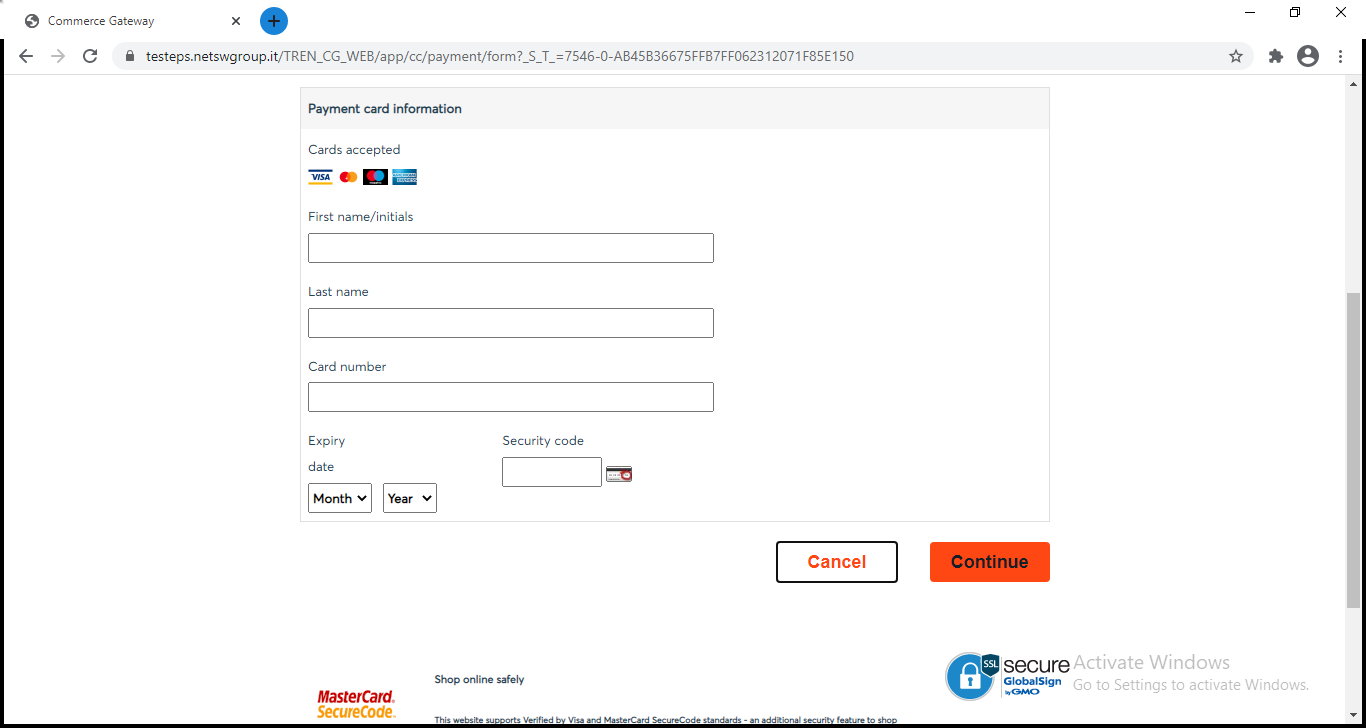 Commerce Gateway
testeps.netswgroup.it/TREN_CG_WEB/app/cc/payment/form?_S_T_=7546-0-AB45B36675FFB7FF062312071F85E150
Payment card information
Cards accepted
VISA
First name/initials
Last name
Card number
Expiry
date
Security code
Month
Year
Cancel
Continue
Shop online safely
MasterCard.
SecureCode.
This website supports Verified by Visa and MasterCard SecureCode standards - an additional security feature to shop
SSL
secure
GlobalSign
by GMO
Activate Windows
Go to Settings to activate Windows.